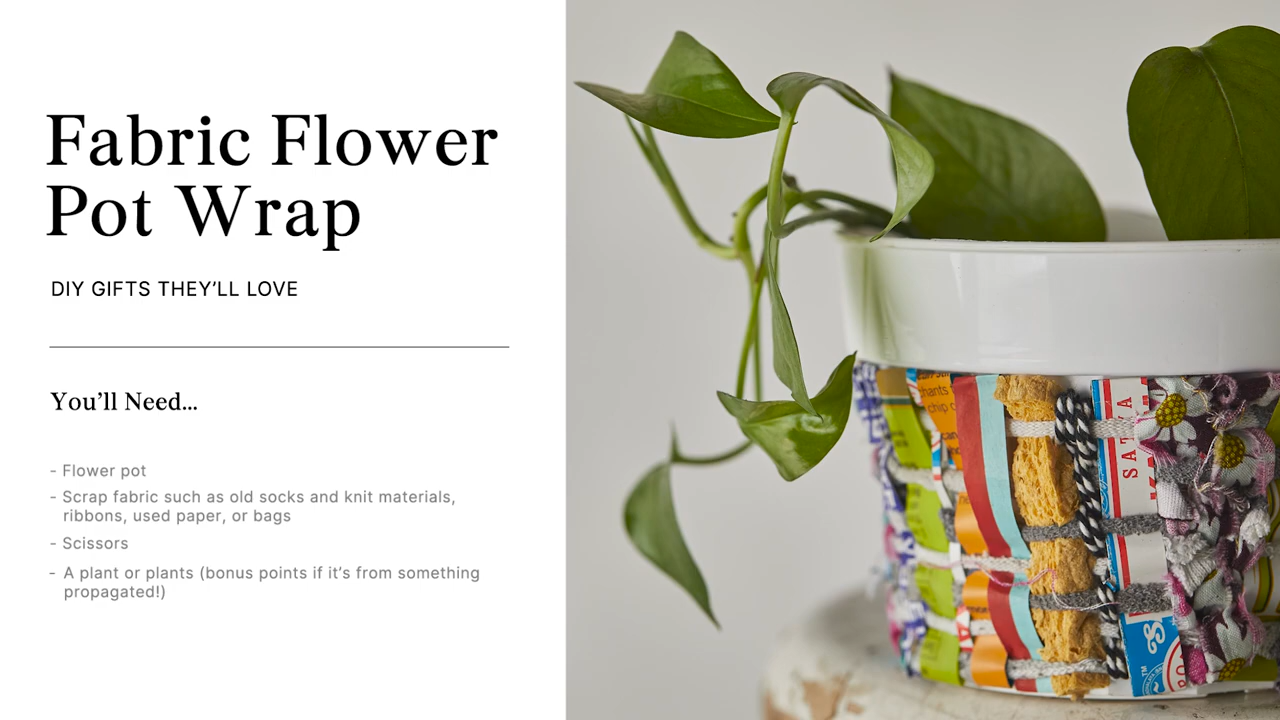 Fabric Flower
Pot Wrap
DIY GIFTS THEY’LL LOVE
You’ll Need...
- Flower pot
- Scrap fabric such as old socks and knit materials,
ribbons, used paper, or bags
- Scissors
- A plant or plants (bonus points if it’s from something
propagated!)
chip